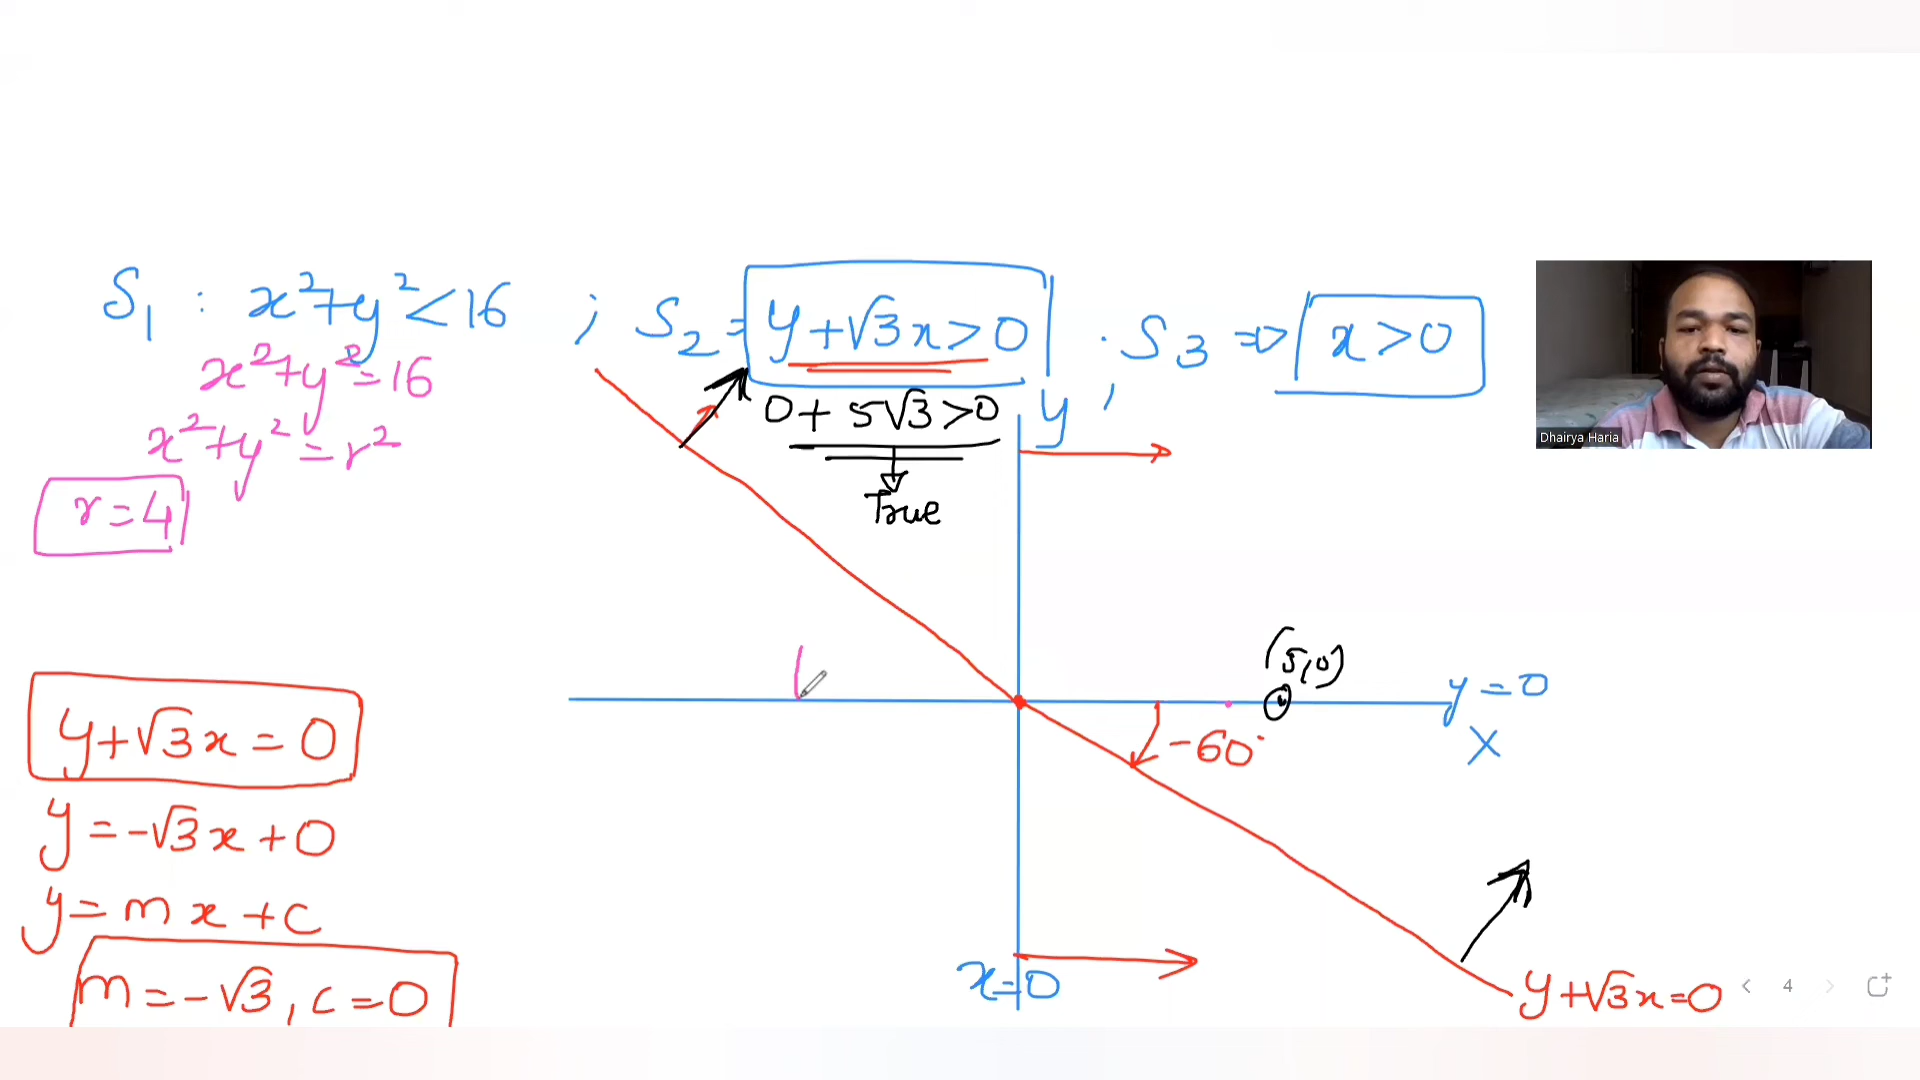 S₁ : x²+y²<16 ; S₂ = y+√3x>0 . S₃ ⇒ x>0
x²+y²=16
x²+y²=r²
r=4
0+5√3>0
True
y ,
Dhairya Haria
(5,0)
y=0
X
-60°
y+√3x=0
y=-√3x+0
y=mx+c
m=-√3, c=0
x=0
y+√3x=0
4